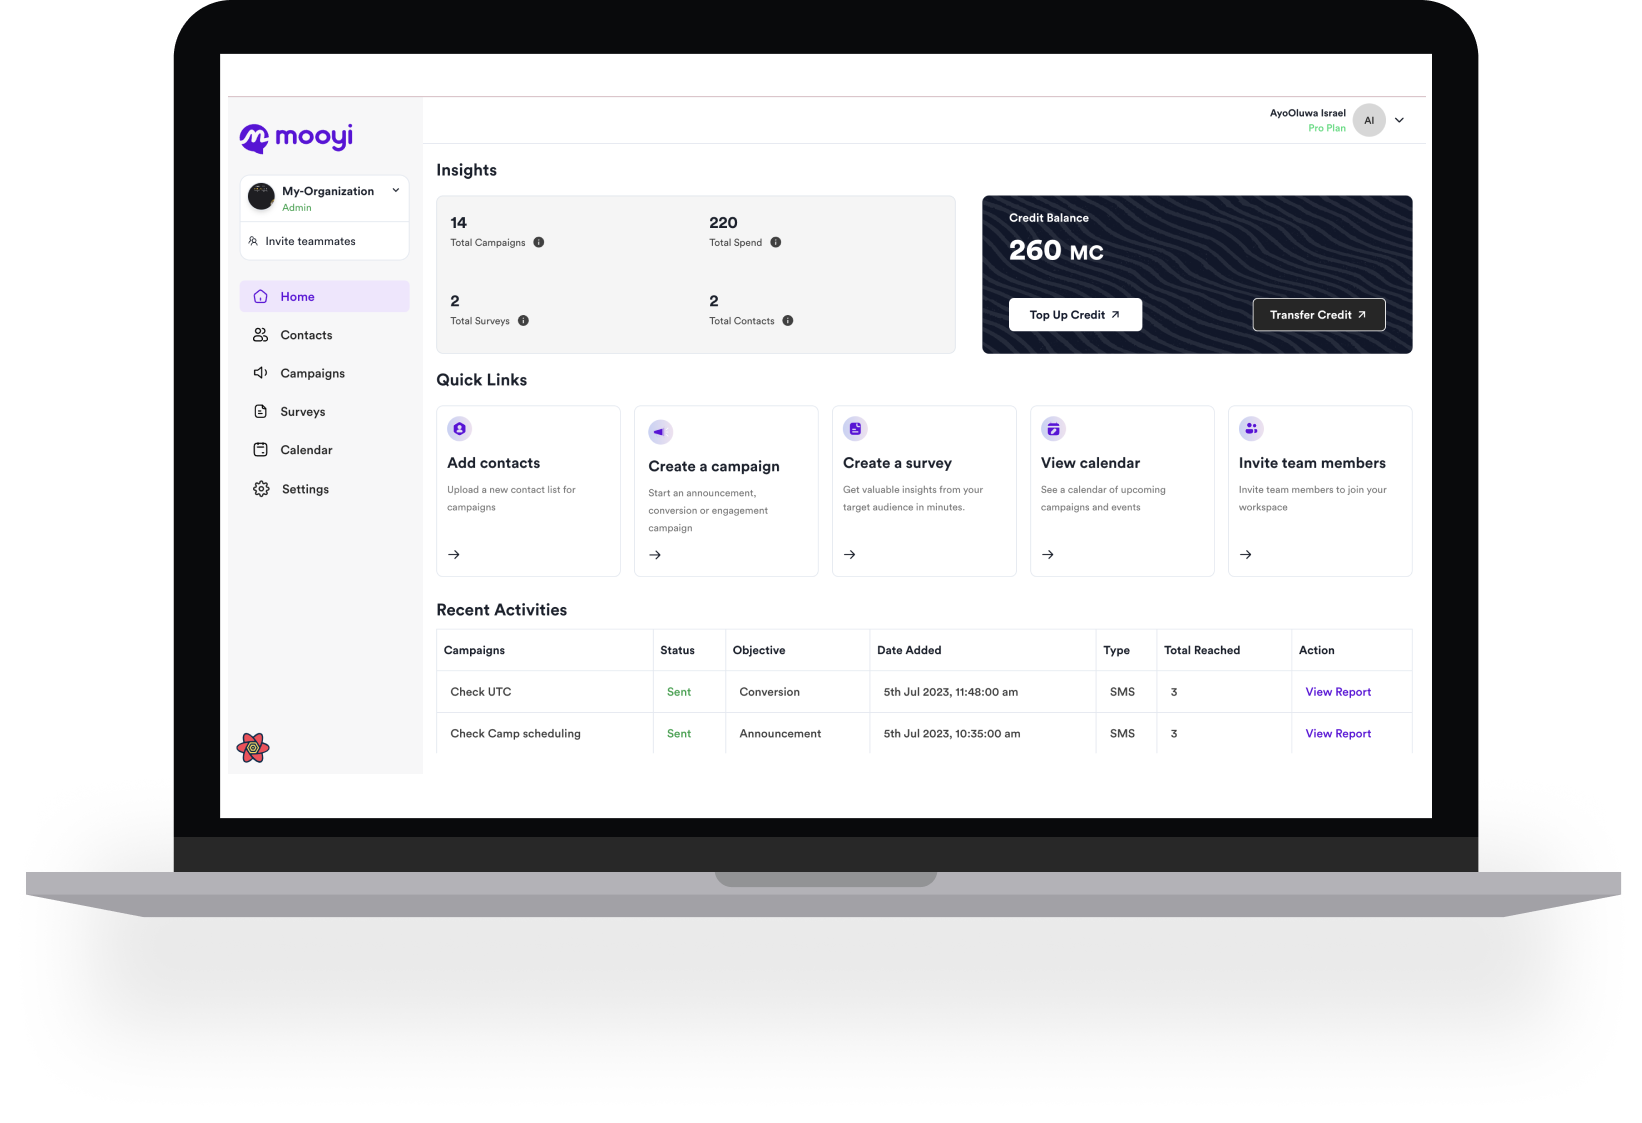 mooyi
My-Organization
Admin
Invite teammates
Home
Contacts
Campaigns
Surveys
Calendar
Settings
AyoOluwa Israel
Pro Plan
AI
Insights
14
Total Campaigns
220
Total Spend
2
Total Surveys
2
Total Contacts
Credit Balance
260 MC
Top Up Credit
Transfer Credit
Quick Links
Add contacts
Upload a new contact list for
campaigns
Create a campaign
Start an announcement,
conversion or engagement
campaign
Create a survey
Get valuable insights from your
target audience in minutes.
View calendar
See a calendar of upcoming
campaigns and events
Invite team members
Invite team members to join your
workspace
Recent Activities
Campaigns Status Objective Date Added Type Total Reached Action
Check UTC Sent Conversion 5th Jul 2023, 11:48:00 am SMS 3 View Report
Check Camp scheduling Sent Announcement 5th Jul 2023, 10:35:00 am SMS 3 View Report